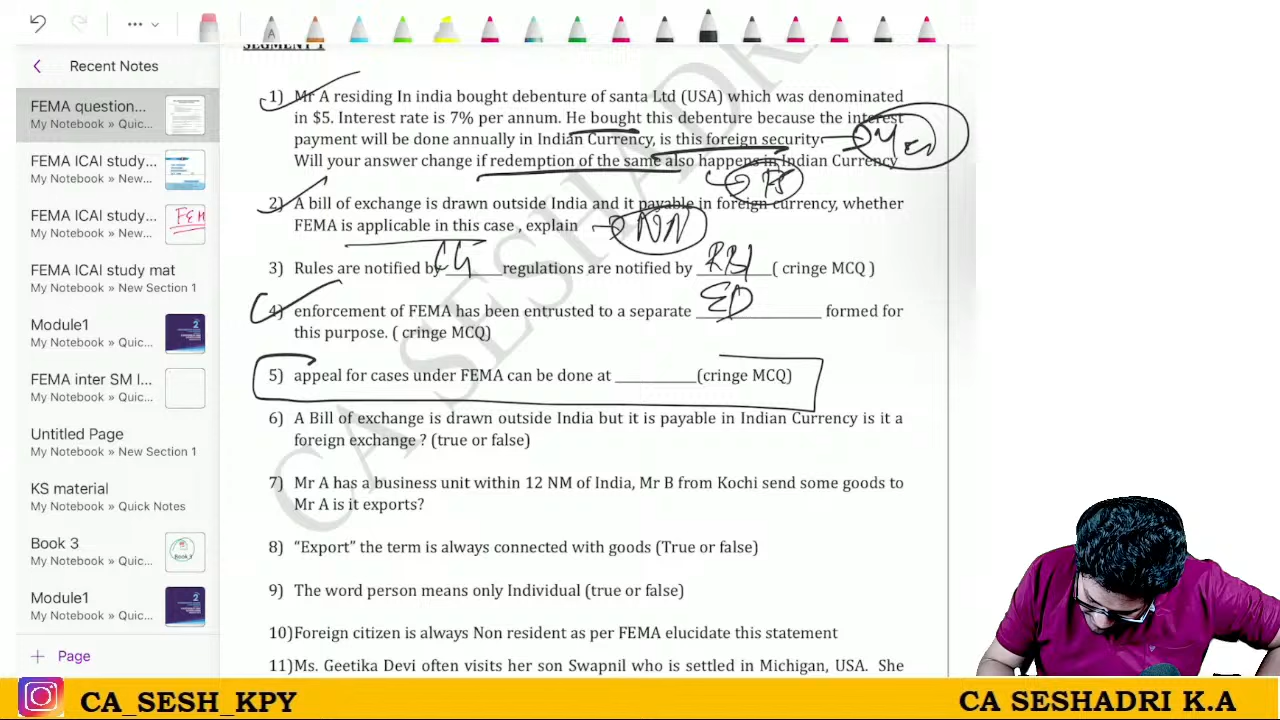 Recent Notes
FEMA question...
My Notebook » Quic...
FEMA ICAI study...
My Notebook » New...
FEMA ICAI study...
My Notebook » New...
FEMA ICAI study mat
My Notebook » New Section 1
Module1
My Notebook » Quic...
FEMA inter SM I...
My Notebook » Quic...
Untitled Page
My Notebook » New Section 1
KS material
My Notebook » Quick Notes
Book 3
My Notebook » Quic...
Module1
My Notebook » Quic...
+ Page
SEGMENT 1
1) Mr A residing In india bought debenture of santa Ltd (USA) which was denominated
in $5. Interest rate is 7% per annum. He bought this debenture because the interest
payment will be done annually in Indian Currency, is this foreign security
Will your answer change if redemption of the same also happens in Indian Currency
Yes
FS
2) A bill of exchange is drawn outside India and it payable in foreign currency, whether
FEMA is applicable in this case , explain
3) Rules are notified by CG regulations are notified by RBI ( cringe MCQ )
4) enforcement of FEMA has been entrusted to a separate ED formed for
this purpose. ( cringe MCQ)
5) appeal for cases under FEMA can be done at __________(cringe MCQ)
6) A Bill of exchange is drawn outside India but it is payable in Indian Currency is it a
foreign exchange ? (true or false)
7) Mr A has a business unit within 12 NM of India, Mr B from Kochi send some goods to
Mr A is it exports?
8) “Export” the term is always connected with goods (True or false)
9) The word person means only Individual (true or false)
10)Foreign citizen is always Non resident as per FEMA elucidate this statement
11)Ms. Geetika Devi often visits her son Swapnil who is settled in Michigan, USA. She
CA SESHADRI
CA_SESH_KPY
CA SESHADRI K.A